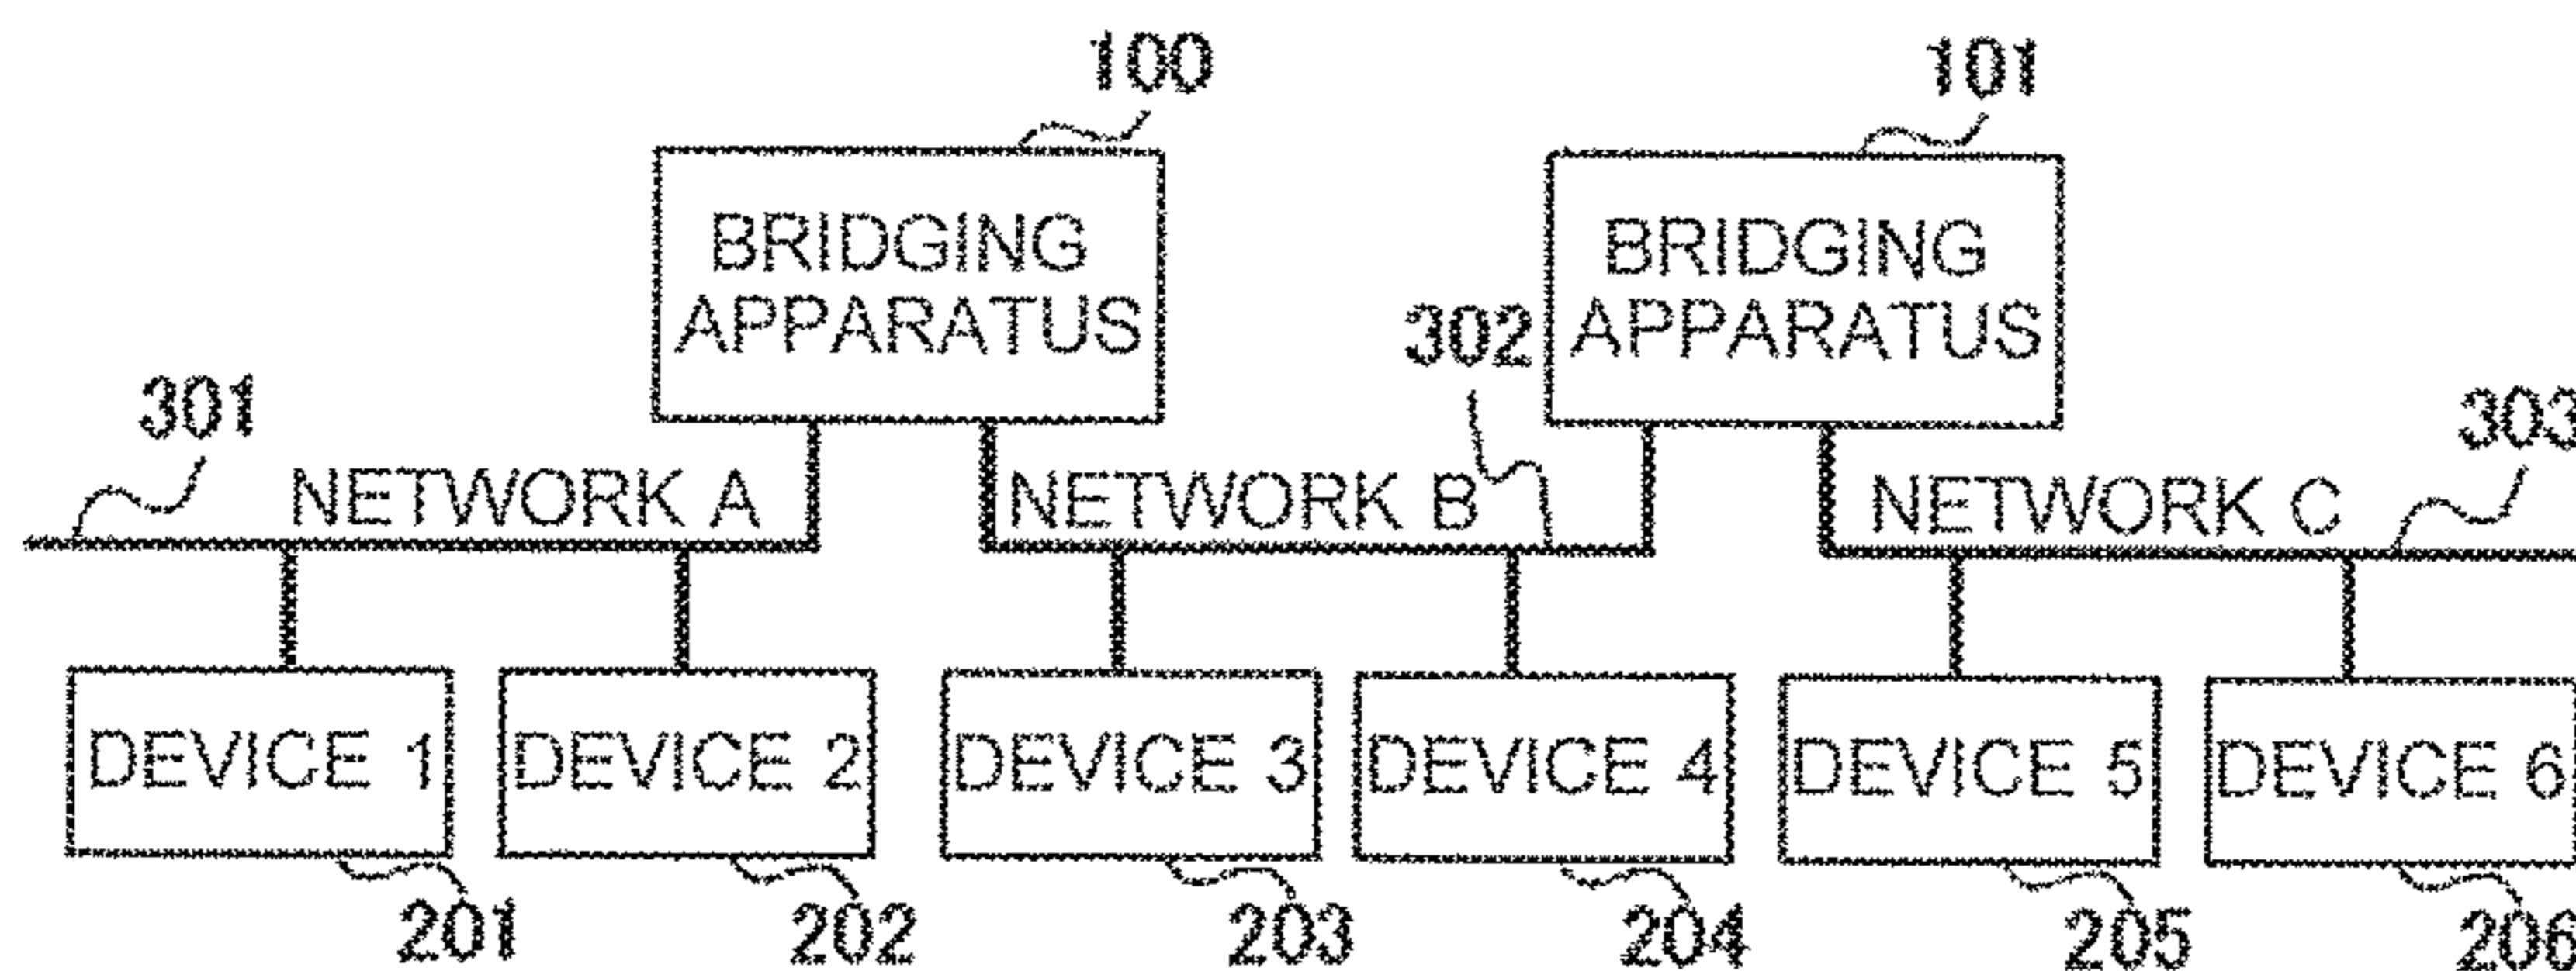 100
101
BRIDGING
APPARATUS
BRIDGING
APPARATUS
302
301
303
NETWORK A
NETWORK B
NETWORK C
DEVICE 1
DEVICE 2
DEVICE 3
DEVICE 4
DEVICE 5
DEVICE 6
201
202
203
204
205
206